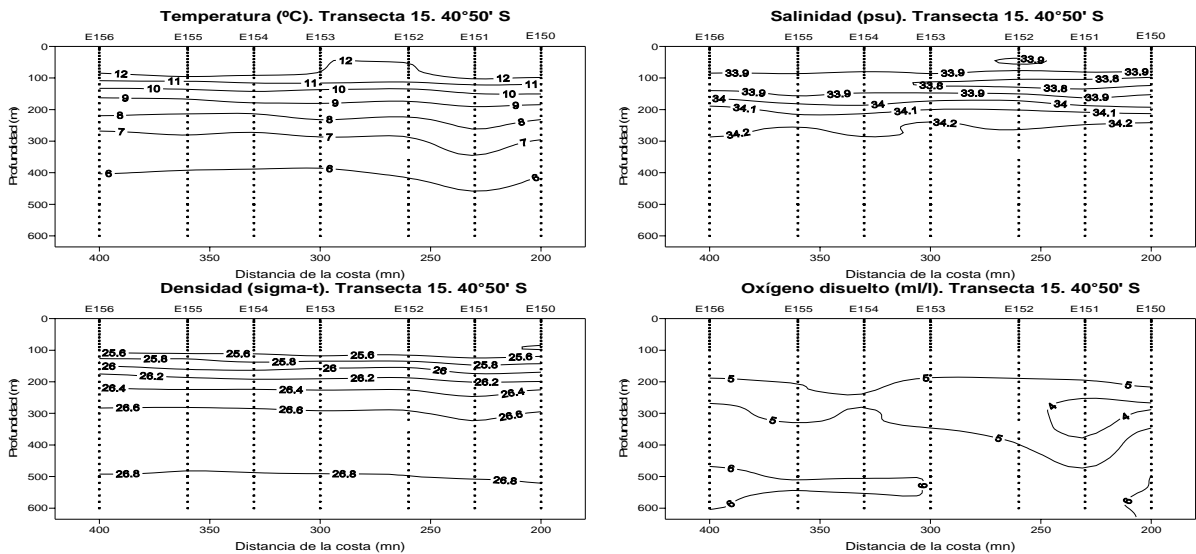 Temperatura (ºC). Transecta 15. 40°50' S
E156 E155 E154 E153 E152 E151 E150
0
100
200
300
400
500
600
Profundidad (m)
12 12 12 12
11 11 11
10 10 10
9 9 9
8 8 8
7 7 7
6 6 6
400 350 300 250 200
Distancia de la costa (mn)
Salinidad (psu). Transecta 15. 40°50' S
E156 E155 E154 E153 E152 E151 E150
0
100
200
300
400
500
600
Profundidad (m)
33.9
33.9 33.9 33.9
33.8 33.8 33.8
33.9 33.9 33.9
34 34 34
34.1 34.1
34.2 34.2 34.2
400 350 300 250 200
Distancia de la costa (mn)
Densidad (sigma-t). Transecta 15. 40°50' S
E156 E155 E154 E153 E152 E151 E150
0
100
200
300
400
500
600
Profundidad (m)
25.6 25.6 25.6 25.6
25.8 25.8 25.8
26 26 26
26.2 26.2 26.2
26.4 26.4 26.4
26.6 26.6 26.6
26.8 26.8 26.8
400 350 300 250 200
Distancia de la costa (mn)
Oxígeno disuelto (ml/l). Transecta 15. 40°50' S
E156 E155 E154 E153 E152 E151 E150
0
100
200
300
400
500
600
Profundidad (m)
5 5 5
4 4
5 5
6 6
6 6
400 350 300 250 200
Distancia de la costa (mn)